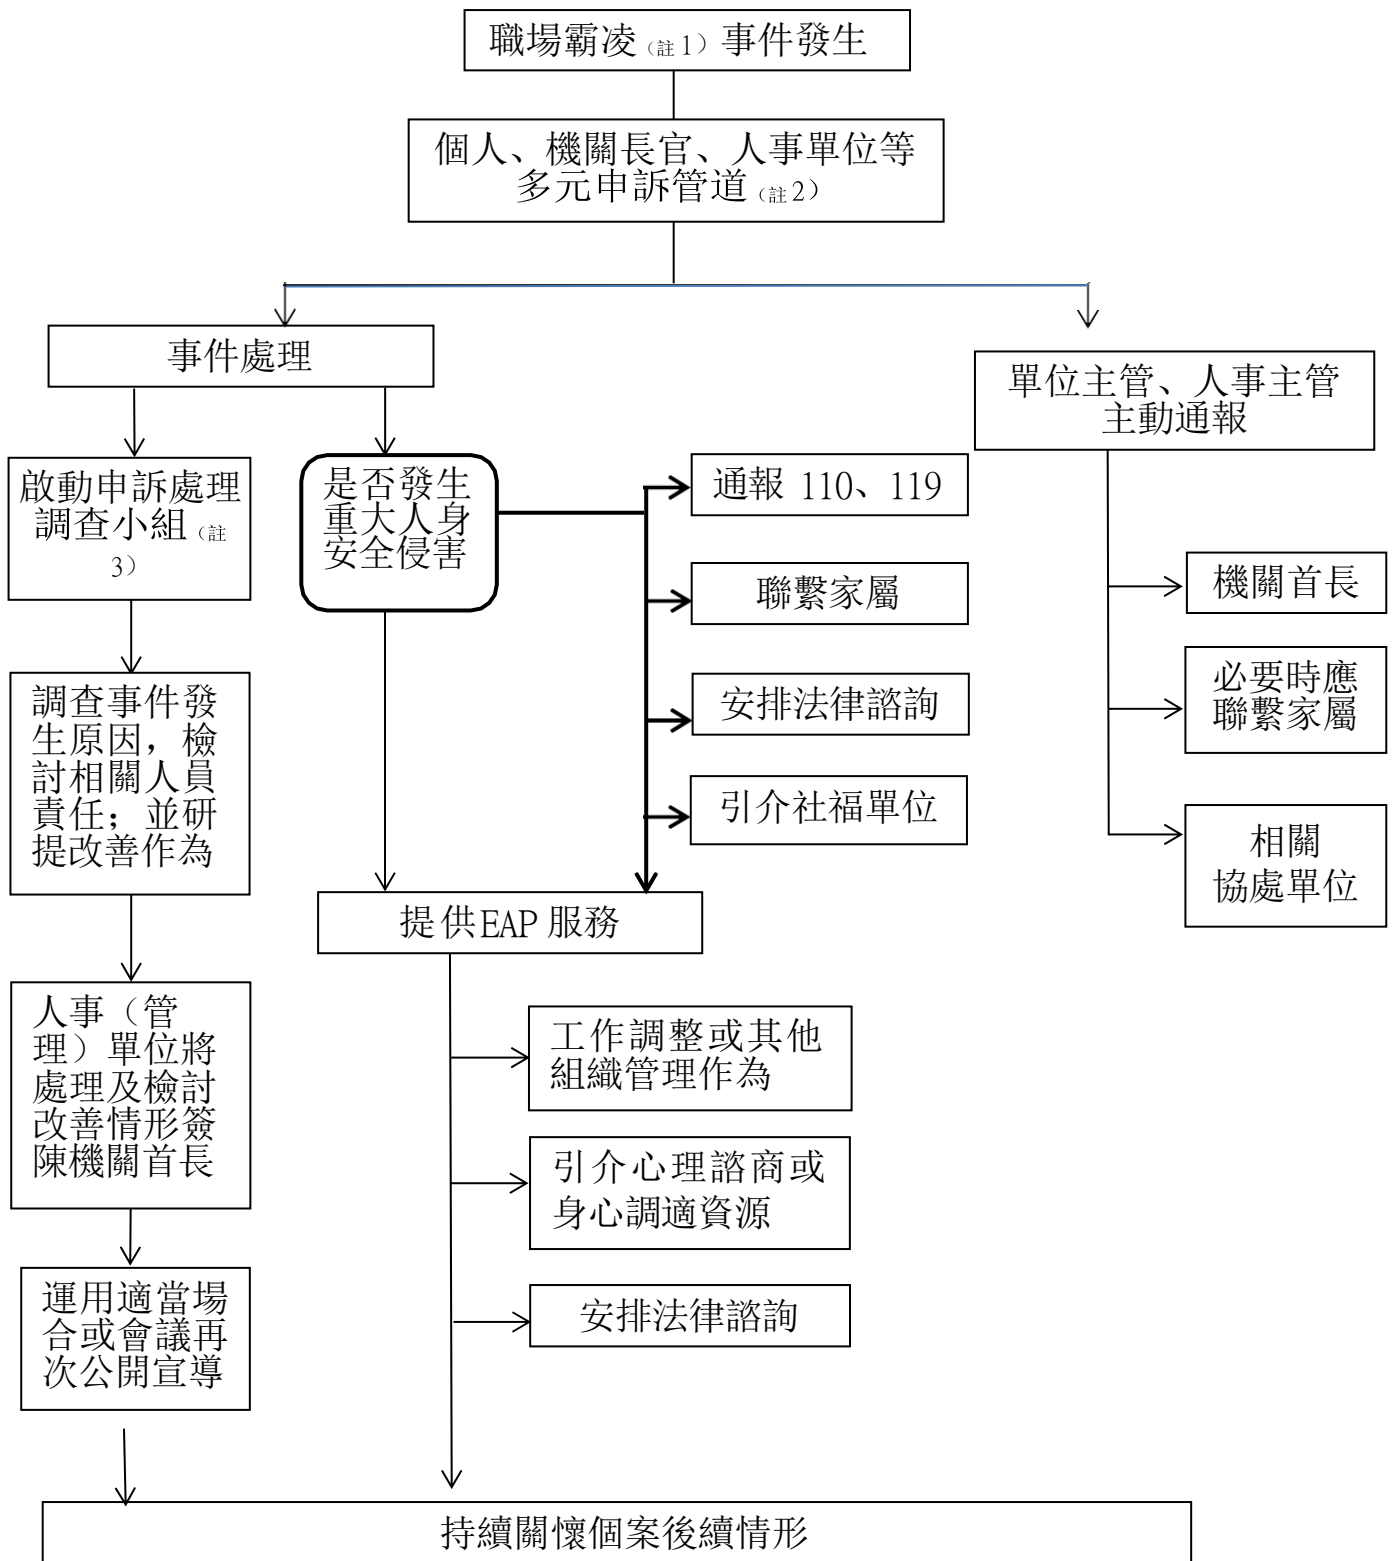 職場霸凌（註1）事件發生
個人、機關長官、人事單位等
多元申訴管道（註2）
事件處理
單位主管、人事主管
主動通報
啟動申訴處理
調查小組（註
3）
是否發生
重大人身
安全侵害
通報 110、119
聯繫家屬
安排法律諮詢
引介社福單位
機關首長
必要時應
聯繫家屬
相關
協處單位
調查事件發
生原因，檢
討相關人員
責任；並研
提改善作為
提供EAP 服務
人事（管
理）單位將
處理及檢討
改善情形簽
陳機關首長
工作調整或其他
組織管理作為
引介心理諮商或
身心調適資源
安排法律諮詢
運用適當場
合或會議再
次公開宣導
持續關懷個案後續情形